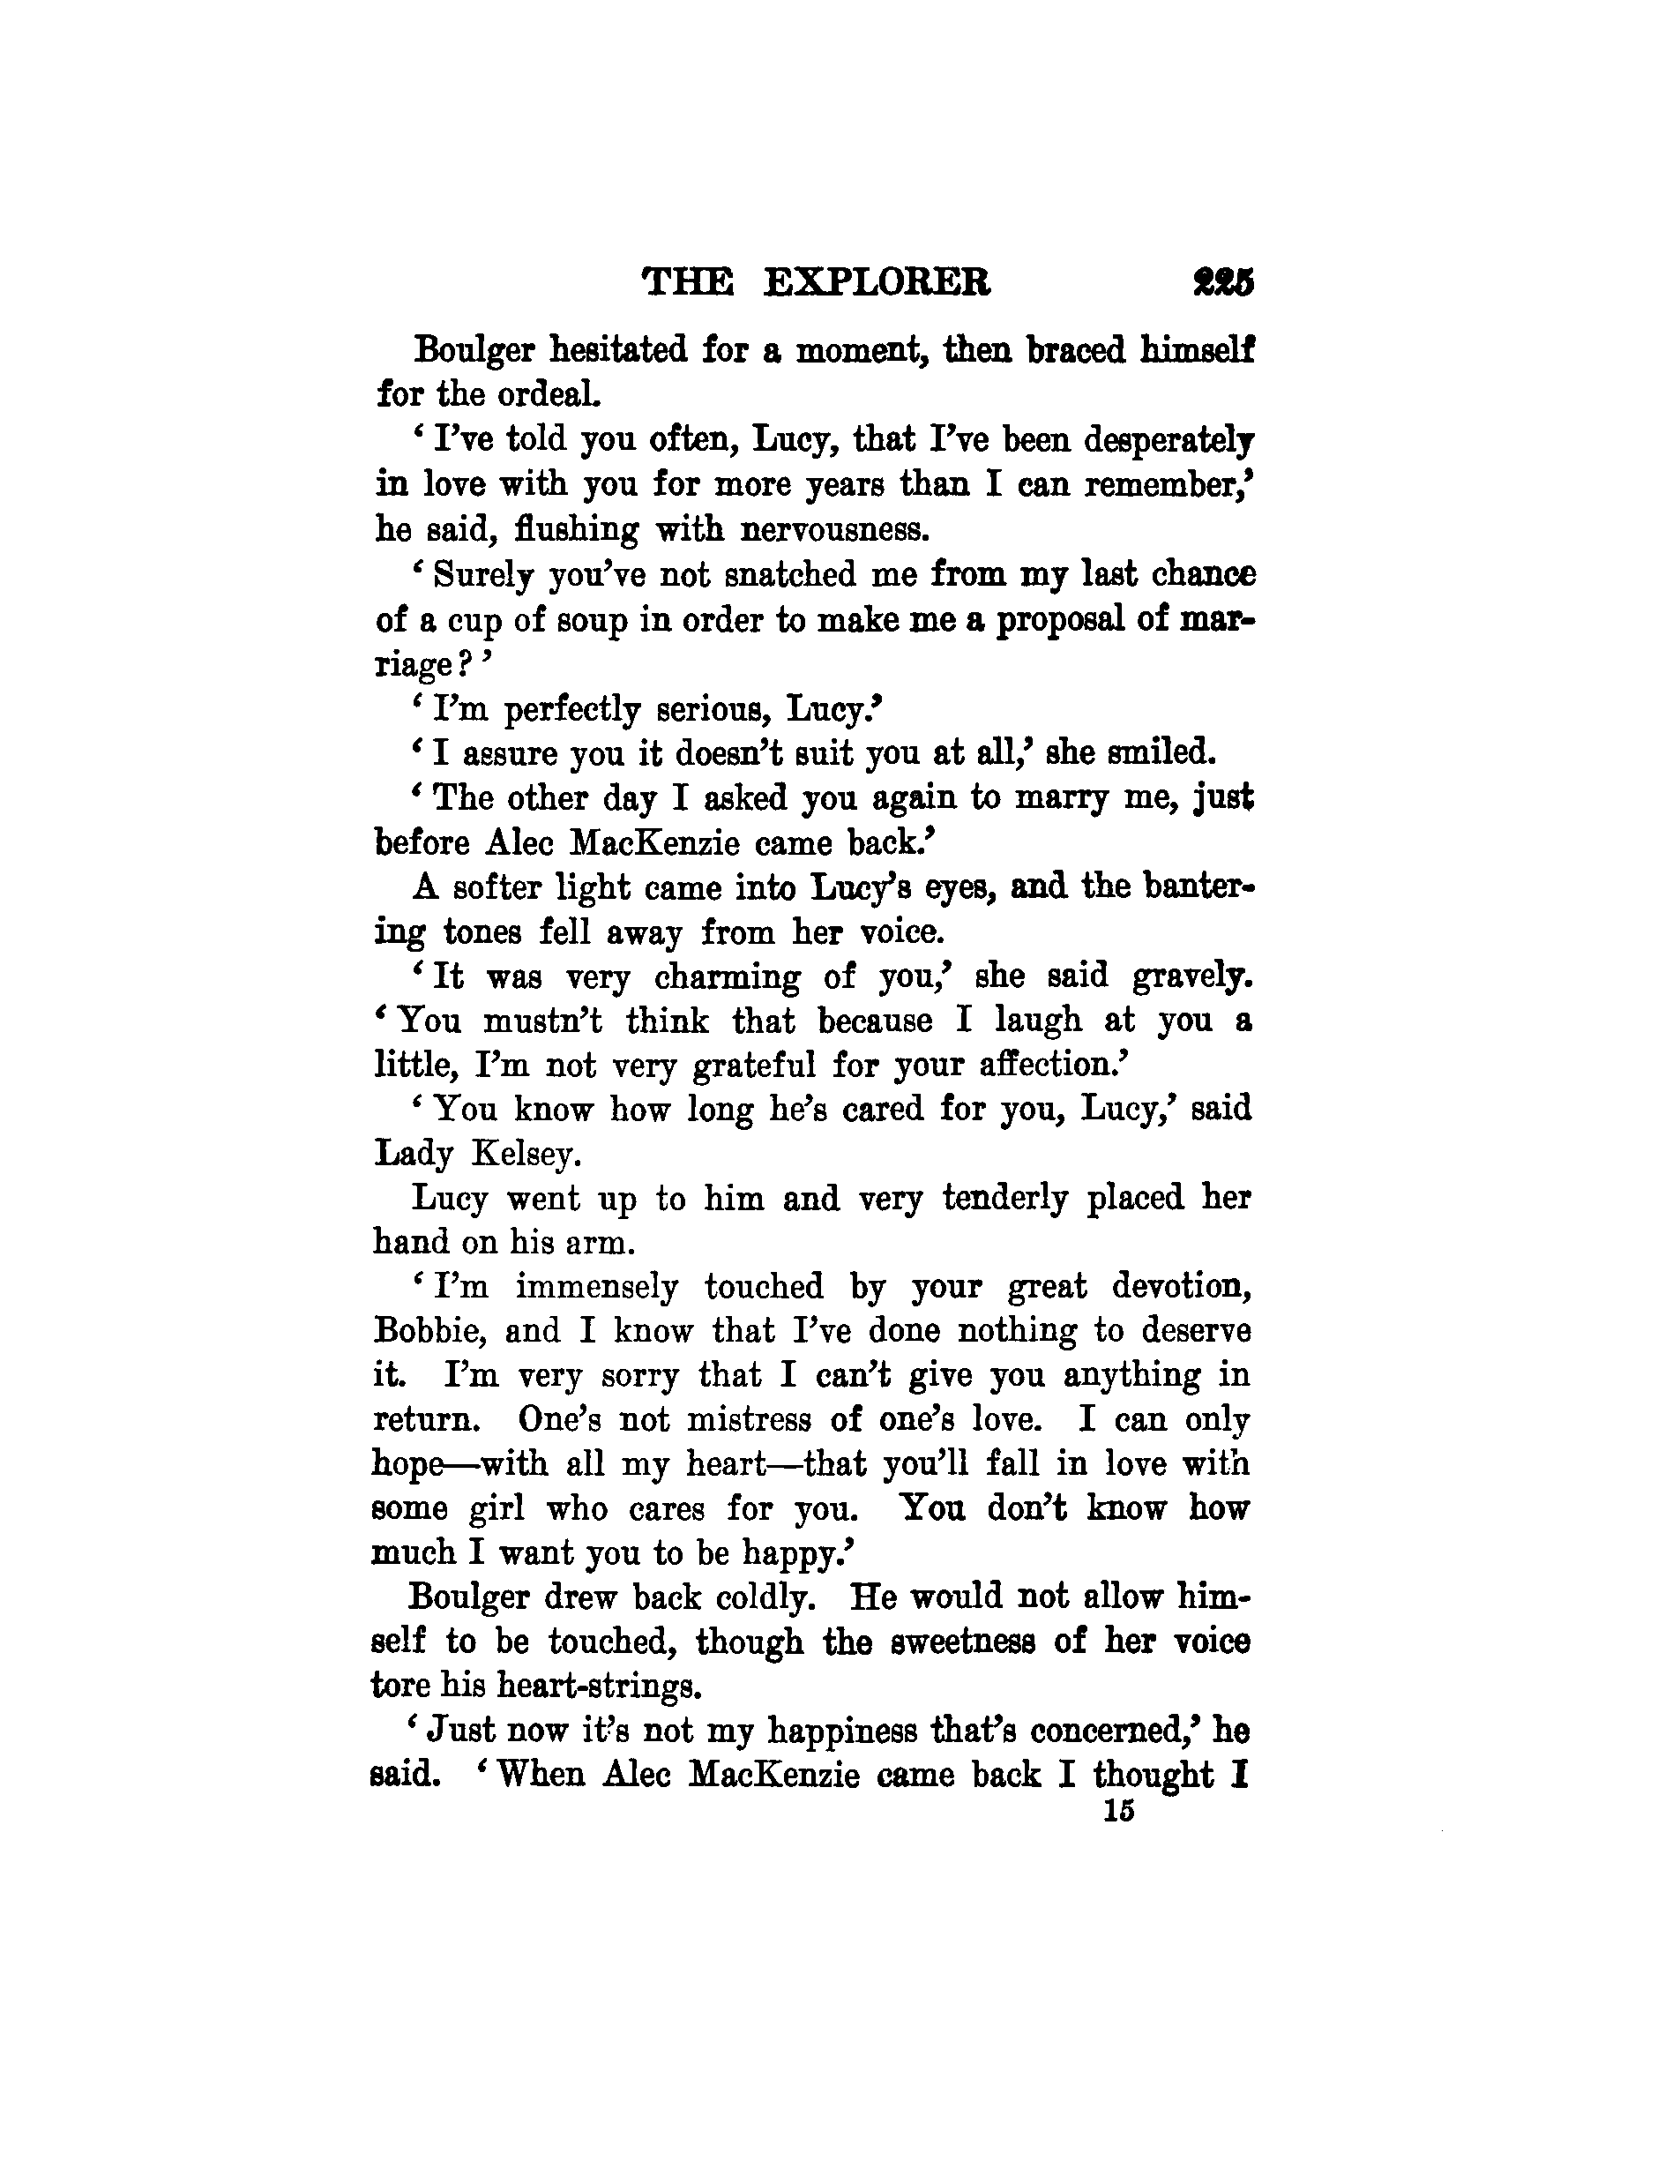 THE EXPLORER 225
Boulger hesitated for a moment, then braced himself
for the ordeal.
‘ I’ve told you often, Lucy, that I’ve been desperately
in love with you for more years than I can remember,’
he said, flushing with nervousness.
‘ Surely you’ve not snatched me from my last chance
of a cup of soup in order to make me a proposal of mar-
riage? ’
‘ I’m perfectly serious, Lucy.’
‘ I assure you it doesn’t suit you at all,’ she smiled.
‘ The other day I asked you again to marry me, just
before Alec MacKenzie came back.’
A softer light came into Lucy’s eyes, and the banter-
ing tones fell away from her voice.
‘ It was very charming of you,’ she said gravely.
‘ You mustn’t think that because I laugh at you a
little, I’m not very grateful for your affection.’
‘ You know how long he’s cared for you, Lucy,’ said
Lady Kelsey.
Lucy went up to him and very tenderly placed her
hand on his arm.
‘ I’m immensely touched by your great devotion,
Bobbie, and I know that I’ve done nothing to deserve
it. I’m very sorry that I can’t give you anything in
return. One’s not mistress of one’s love. I can only
hope—with all my heart—that you’ll fall in love with
some girl who cares for you. You don’t know how
much I want you to be happy.’
Boulger drew back coldly. He would not allow him-
self to be touched, though the sweetness of her voice
tore his heart-strings.
‘ Just now it’s not my happiness that’s concerned,’ he
said. ‘ When Alec MacKenzie came back I thought I
15